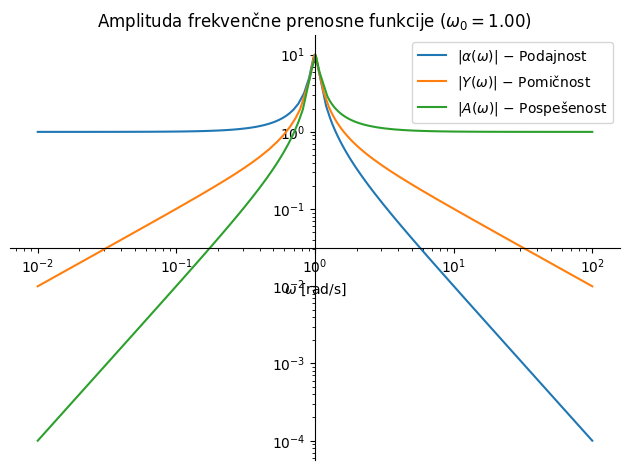 Amplituda frekvenčne prenosne funkcije (ω₀ = 1.00)
|α(ω)| − Podajnost
|Y(ω)| − Pomičnost
|A(ω)| − Pospešenost
10¹
10⁰
10⁻¹
10⁻² 10⁻¹ 10⁰ 10¹ 10²
10⁻²
ω [rad/s]
10⁻³
10⁻⁴